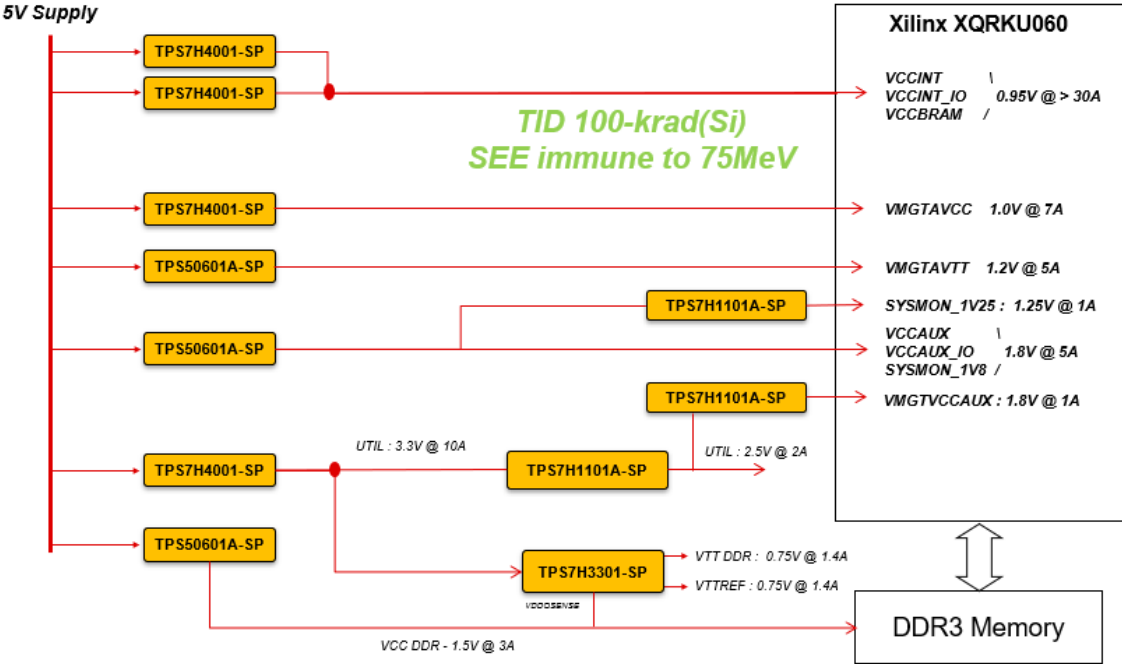 5V Supply
Xilinx XQRKU060
TPS7H4001-SP
TPS7H4001-SP
VCCINT \
VCCINT_IO 0.95V @ > 30A
VCCBRAM /
TID 100-krad(Si)
SEE immune to 75MeV
TPS7H4001-SP
VMGTAVCC 1.0V @ 7A
TPS50601A-SP
VMGTAVTT 1.2V @ 5A
TPS7H1101A-SP
SYSMON_1V25 : 1.25V @ 1A
TPS50601A-SP
VCCAUX \
VCCAUX_IO 1.8V @ 5A
SYSMON_1V8 /
TPS7H1101A-SP
VMGTVCCAUX : 1.8V @ 1A
UTIL : 3.3V @ 10A
UTIL : 2.5V @ 2A
TPS7H4001-SP
TPS7H1101A-SP
TPS50601A-SP
TPS7H3301-SP
VTT DDR : 0.75V @ 1.4A
VTTREF : 0.75V @ 1.4A
VDDQSENSE
DDR3 Memory
VCC DDR - 1.5V @ 3A